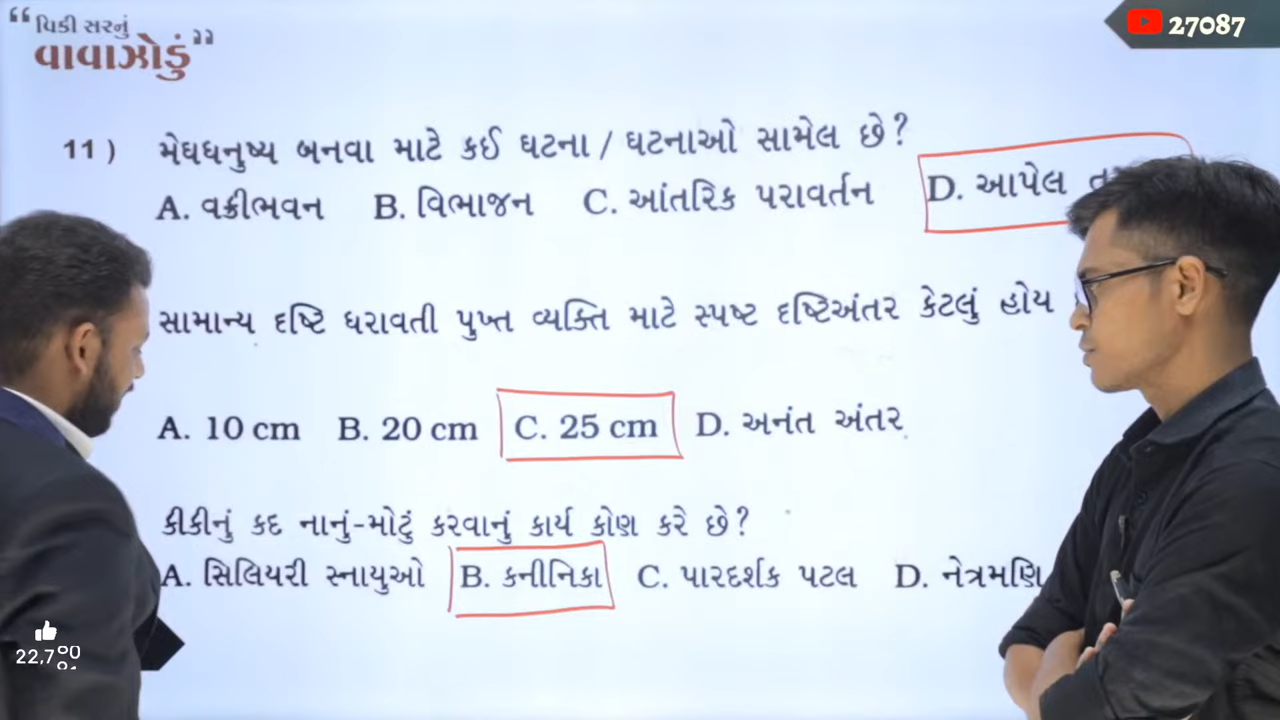 “ વિકી સરનું
વાવાઝોડું ”
27087
11 ) મેઘધનુષ્ય બનવા માટે કઈ ઘટના / ઘટનાઓ સામેલ છે?
A. વક્રીભવન B. વિભાજન C. આંતરિક પરાવર્તન D. આપેલ
સામાન્ય દષ્ટિ ધરાવતી પુખ્ત વ્યક્તિ માટે સ્પષ્ટ દષ્ટિઅંતર કેટલું હોય
A. 10 cm B. 20 cm C. 25 cm D. અનંત અંતર
કીકીનું કદ નાનું-મોટું કરવાનું કાર્ય કોણ કરે છે?
A. સિલિયરી સ્નાયુઓ B. કનીનિકા C. પારદર્શક પટલ D. નેત્રમણિ